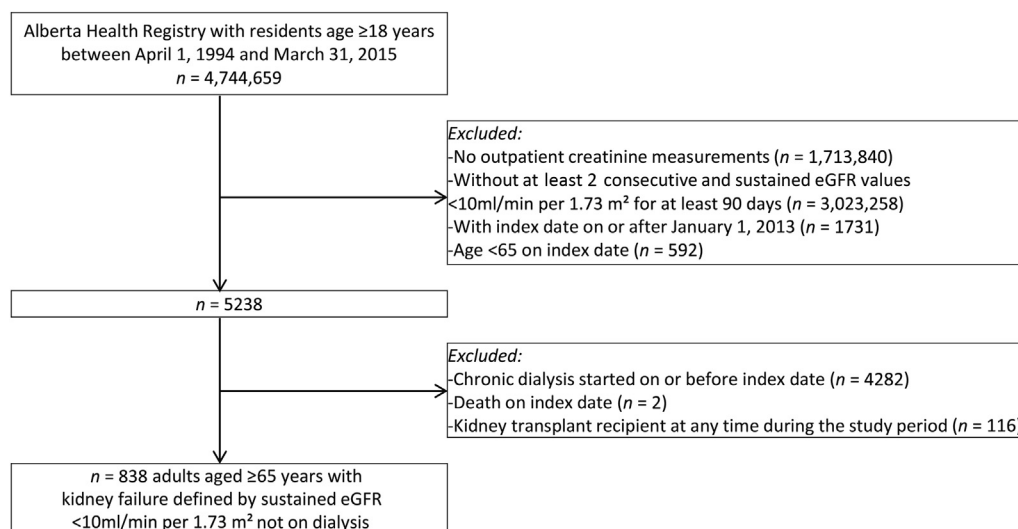 Alberta Health Registry with residents age ≥18 years
between April 1, 1994 and March 31, 2015
n = 4,744,659
Excluded:
-No outpatient creatinine measurements (n = 1,713,840)
-Without at least 2 consecutive and sustained eGFR values
<10ml/min per 1.73 m² for at least 90 days (n = 3,023,258)
-With index date on or after January 1, 2013 (n = 1731)
-Age <65 on index date (n = 592)
n = 5238
Excluded:
-Chronic dialysis started on or before index date (n = 4282)
-Death on index date (n = 2)
-Kidney transplant recipient at any time during the study period (n = 116)
n = 838 adults aged ≥65 years with
kidney failure defined by sustained eGFR
<10ml/min per 1.73 m² not on dialysis